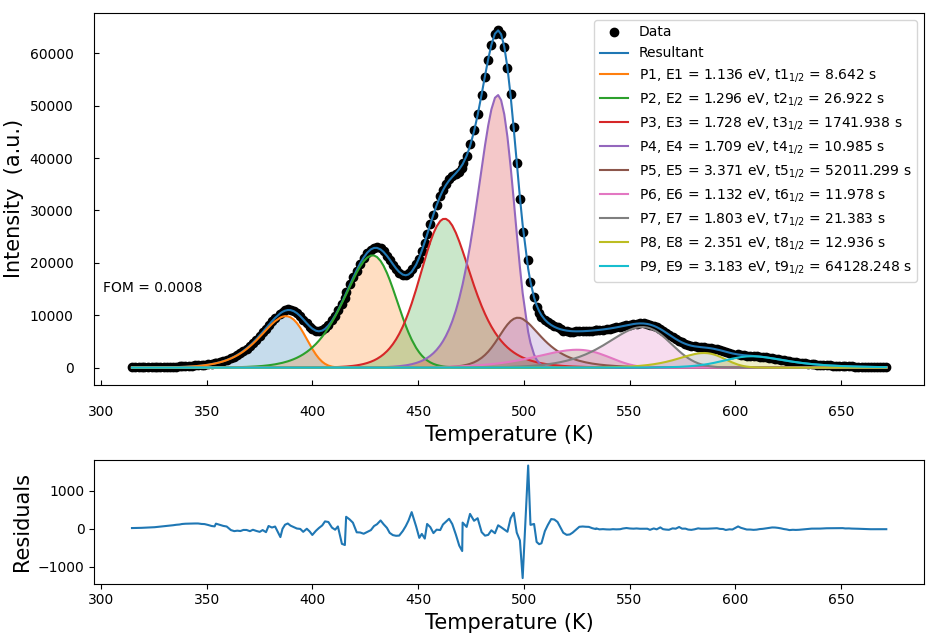 60000
50000
40000
30000
20000
10000
0
Intensity (a.u.)
FOM = 0.0008
Data
Resultant
P1, E1 = 1.136 eV, t1₁/₂ = 8.642 s
P2, E2 = 1.296 eV, t2₁/₂ = 26.922 s
P3, E3 = 1.728 eV, t3₁/₂ = 1741.938 s
P4, E4 = 1.709 eV, t4₁/₂ = 10.985 s
P5, E5 = 3.371 eV, t5₁/₂ = 52011.299 s
P6, E6 = 1.132 eV, t6₁/₂ = 11.978 s
P7, E7 = 1.803 eV, t7₁/₂ = 21.383 s
P8, E8 = 2.351 eV, t8₁/₂ = 12.936 s
P9, E9 = 3.183 eV, t9₁/₂ = 64128.248 s
300 350 400 450 500 550 600 650
Temperature (K)
1000
0
−1000
Residuals
300 350 400 450 500 550 600 650
Temperature (K)